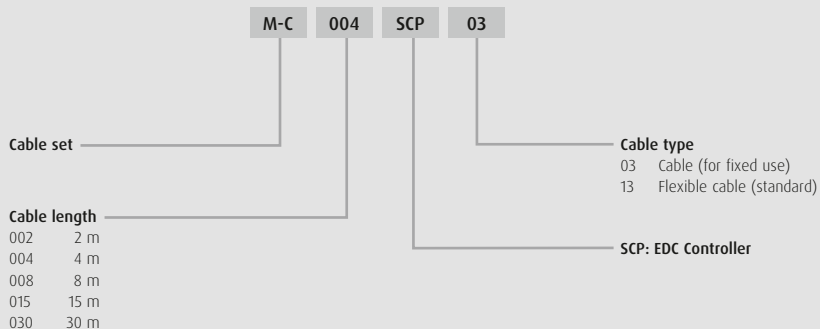 M-C 004 SCP 03
Cable set
Cable length
002 2 m
004 4 m
008 8 m
015 15 m
030 30 m
Cable type
03 Cable (for fixed use)
13 Flexible cable (standard)
SCP: EDC Controller